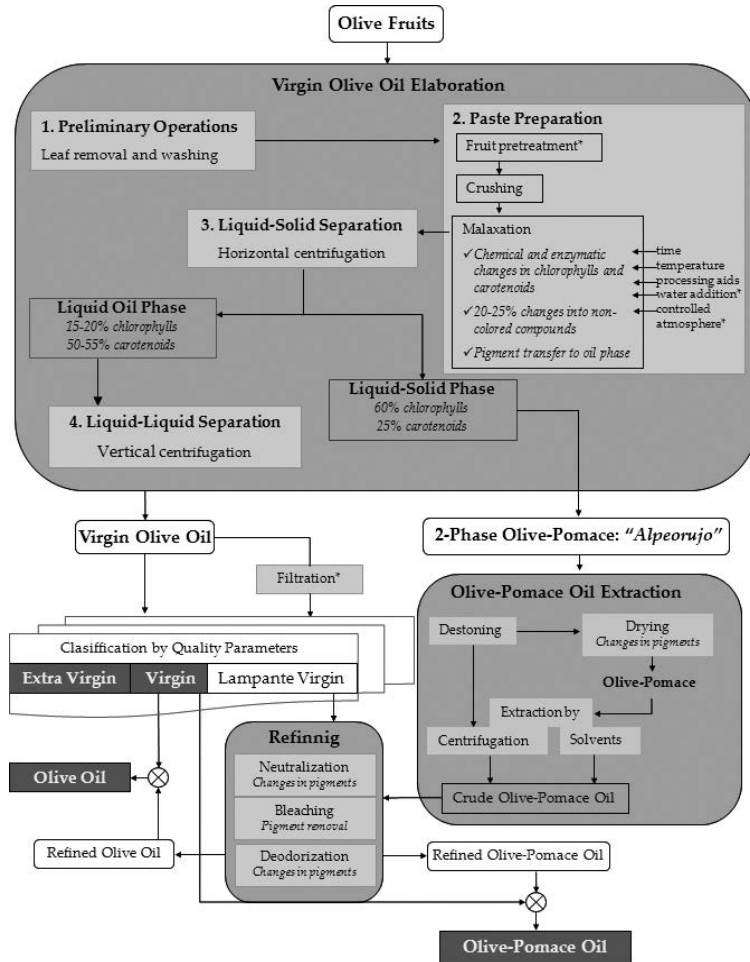 Olive Fruits
Virgin Olive Oil Elaboration
1. Preliminary Operations
Leaf removal and washing
2. Paste Preparation
Fruit pretreatment*
Crushing
3. Liquid-Solid Separation
Horizontal centrifugation
Malaxation
✓Chemical and enzymatic
changes in chlorophylls and
carotenoids
✓20-25% changes into non-
colored compounds
✓Pigment transfer to oil phase
time
temperature
processing aids
water addition*
controlled
atmosphere*
Liquid Oil Phase
15-20% chlorophylls
50-55% carotenoids
Liquid-Solid Phase
60% chlorophylls
25% carotenoids
4. Liquid-Liquid Separation
Vertical centrifugation
Virgin Olive Oil
2-Phase Olive-Pomace: “Alpeorujo”
Filtration*
Clasiffication by Quality Parameters
Extra Virgin
Virgin
Lampante Virgin
Olive-Pomace Oil Extraction
Destoning
Drying
Changes in pigments
Olive-Pomace
Extraction by
Centrifugation
Solvents
Crude Olive-Pomace Oil
Refinnig
Neutralization
Changes in pigments
Bleaching
Pigment removal
Deodorization
Changes in pigments
Olive Oil
Refined Olive Oil
Refined Olive-Pomace Oil
Olive-Pomace Oil